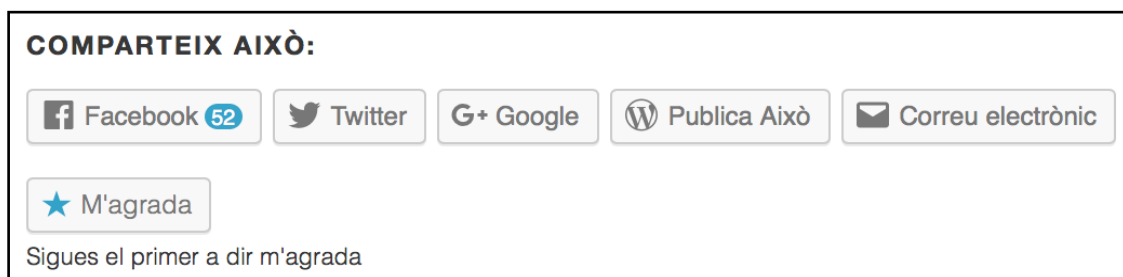 COMPARTEIX AIXÒ:
Facebook 52 Twitter G+ Google Publica Això Correu electrònic
M'agrada
Sigues el primer a dir m'agrada